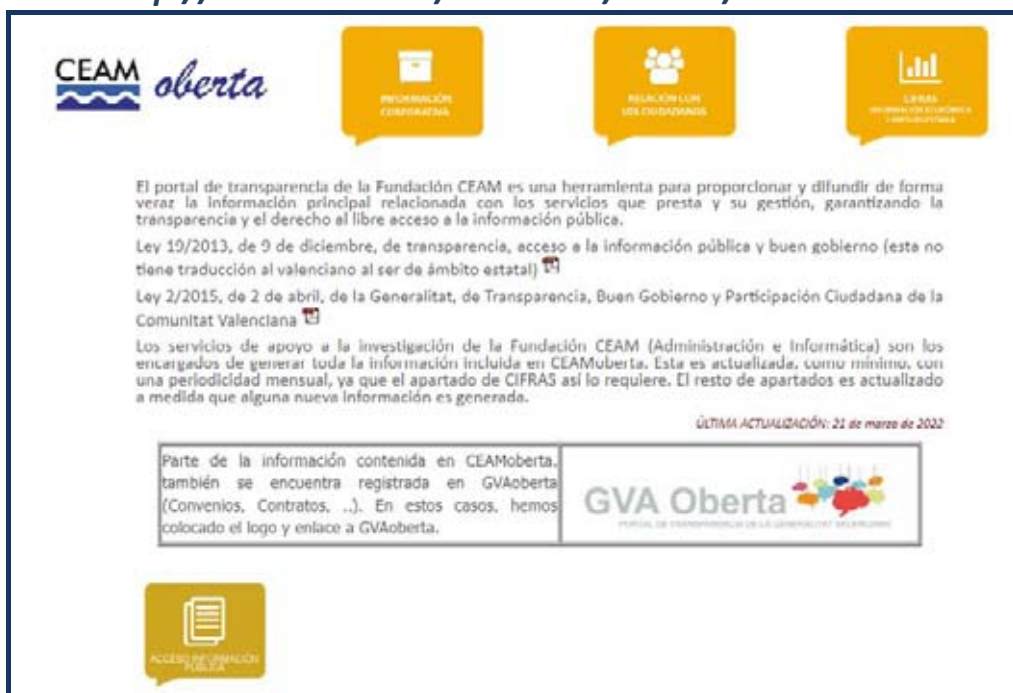 CEAM oberta
INFORMACIÓN
CORPORATIVA
RELACIÓN CON
LOS CIUDADANOS
CIFRAS
INFORMACIÓN ECONÓMICA
El portal de transparencia de la Fundación CEAM es una herramienta para proporcionar y difundir de forma
veraz la información principal relacionada con los servicios que presta y su gestión, garantizando la
transparencia y el derecho al libre acceso a la información pública.
Ley 19/2013, de 9 de diciembre, de transparencia, acceso a la información pública y buen gobierno (esta no
tiene traducción al valenciano al ser de ámbito estatal)
Ley 2/2015, de 2 de abril, de la Generalitat, de Transparencia, Buen Gobierno y Participación Ciudadana de la
Comunitat Valenciana
Los servicios de apoyo a la investigación de la Fundación CEAM (Administración e Informática) son los
encargados de generar toda la información incluida en CEAMoberta. Esta es actualizada, como mínimo, con
una periodicidad mensual, ya que el apartado de CIFRAS así lo requiere. El resto de apartados es actualizado
a medida que alguna nueva información es generada.
ÚLTIMA ACTUALIZACIÓN: 21 de marzo de 2022
Parte de la información contenida en CEAMoberta,
también se encuentra registrada en GVAoberta
(Convenios, Contratos, ..). En estos casos, hemos
colocado el logo y enlace a GVAoberta.
GVA Oberta
PORTAL DE TRANSPARENCIA DE LA GENERALITAT VALENCIANA
ACCESO INFORMACIÓN
PÚBLICA